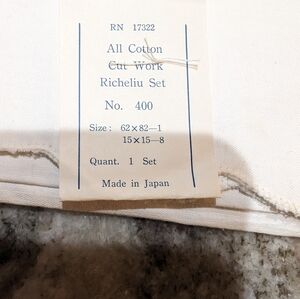 RN 17322
All Cotton
Cut Work
Richeliu Set
No. 400
Size: 62×82—1
15×15—8
Quant. 1 Set
Made in Japan